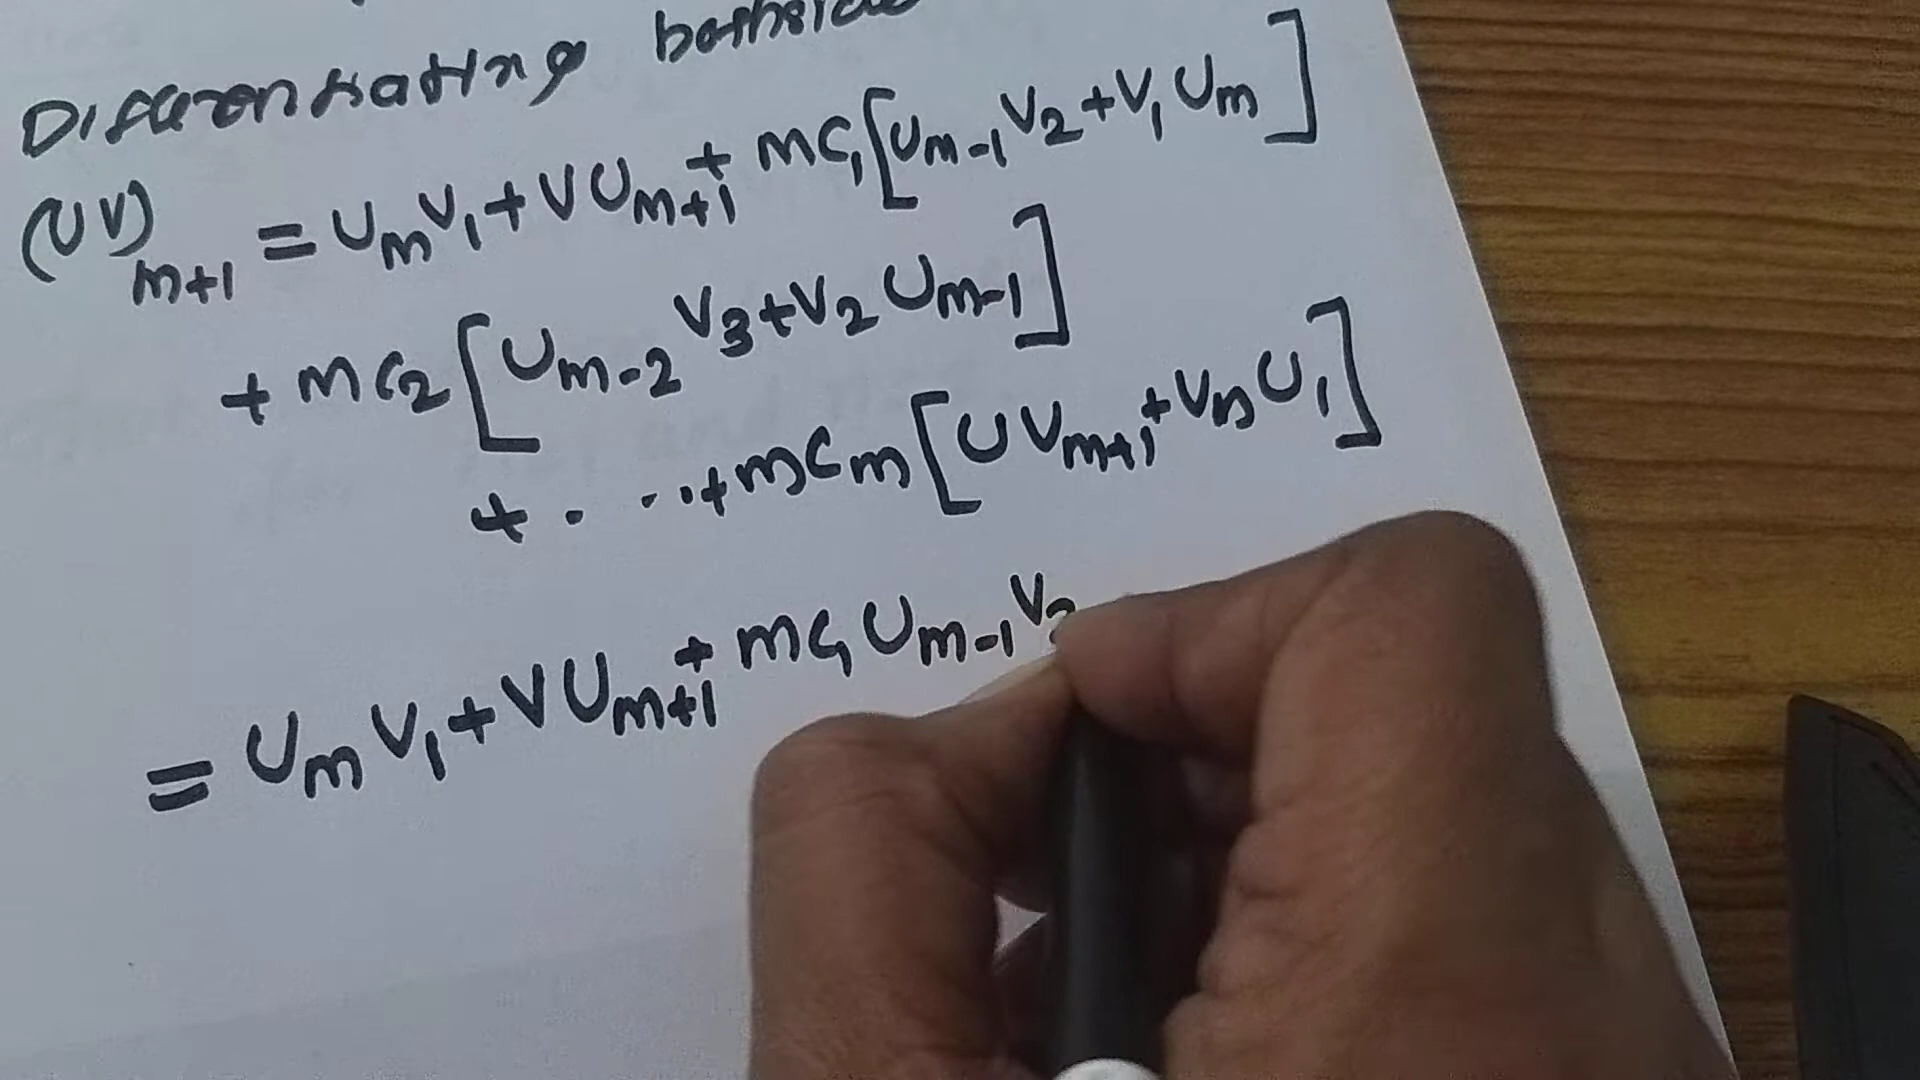 Differentiating bothside
(UV)m+1 = UmV1 + VUm+1 + mC1[Um-1V2 + V1Um]
+ mC2[Um-2V3 + V2Um-1]
+ . . . + mCm[UVm+1 + VmU1]
= UmV1 + VUm+1 + mC1Um-1V2